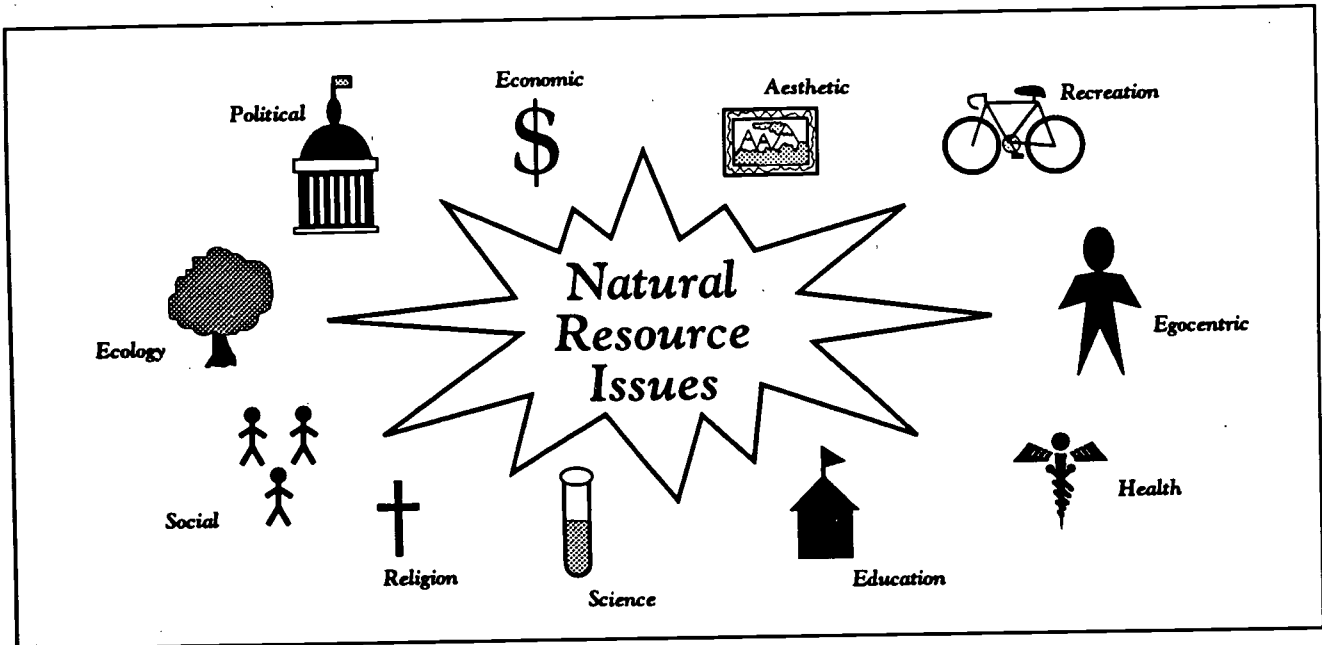 Economic
Aesthetic
Recreation
Political
$
Natural
Resource
Issues
Egocentric
Ecology
Health
Social
Religion
Education
Science